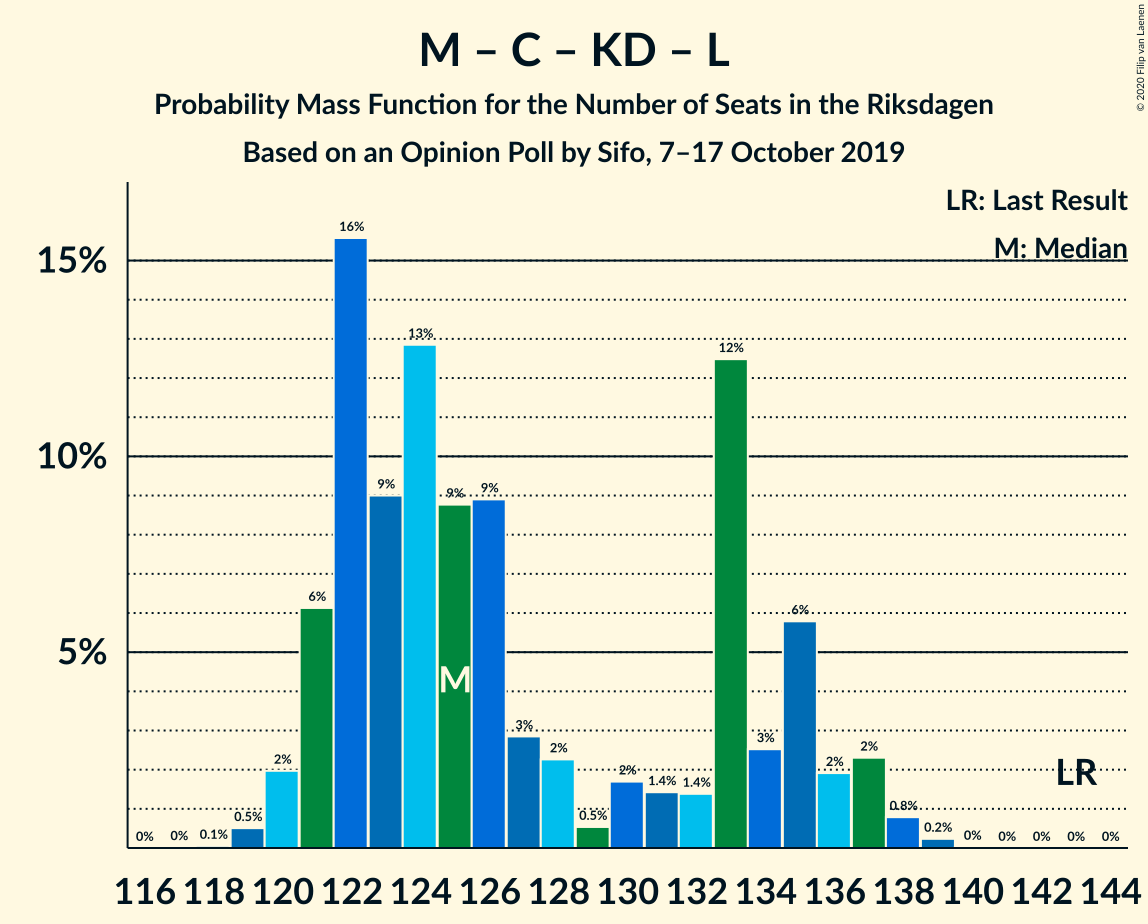 © 2020 Filip van Laenen
M – C – KD – L
Probability Mass Function for the Number of Seats in the Riksdagen
Based on an Opinion Poll by Sifo, 7–17 October 2019
LR: Last Result
M: Median
15%
10%
5%
0% 0% 0.1% 0.5% 2% 6% 16% 9% 13% 9% 9% 3% 2% 0.5% 2% 1.4% 1.4% 12% 3% 6% 2% 2% 0.8% 0.2% 0% 0% 0% 0% 0%
M
LR
116 118 120 122 124 126 128 130 132 134 136 138 140 142 144